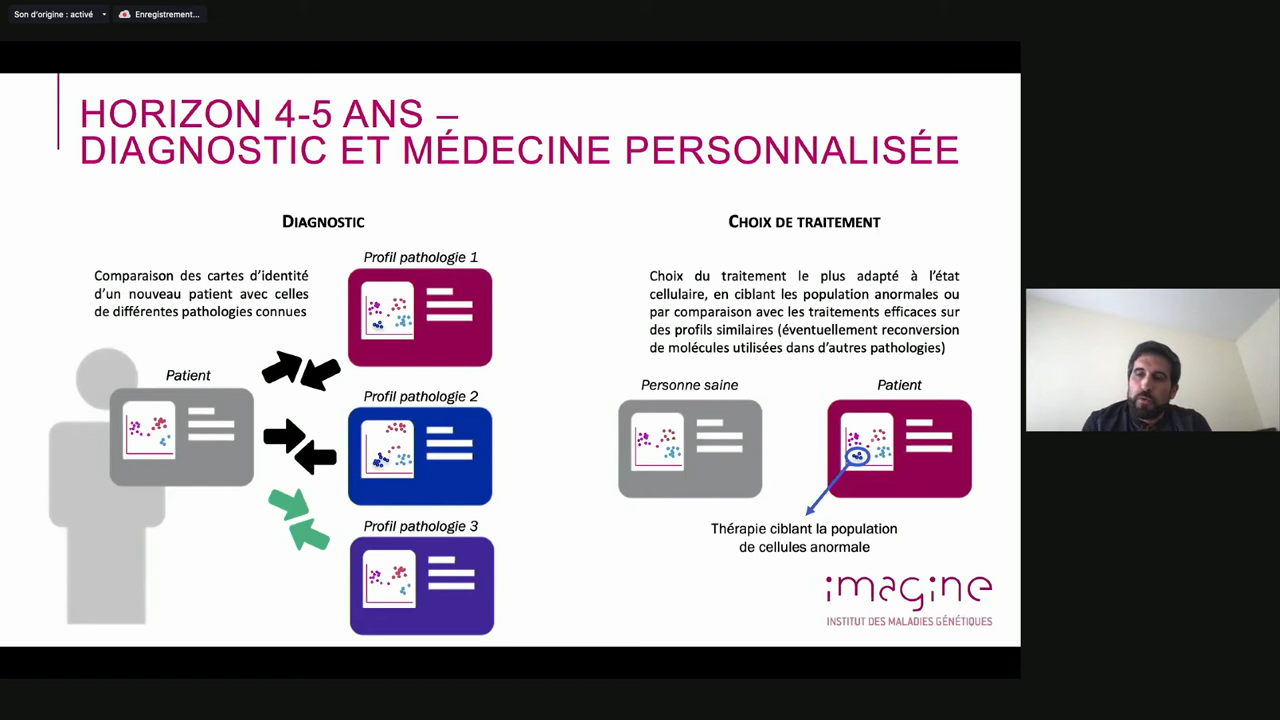 Son d'origine : activé
Enregistrement...
HORIZON 4-5 ANS –
DIAGNOSTIC ET MÉDECINE PERSONNALISÉE
DIAGNOSTIC
Comparaison des cartes d'identité
d'un nouveau patient avec celles
de différentes pathologies connues
Patient
Profil pathologie 1
Profil pathologie 2
Profil pathologie 3
CHOIX DE TRAITEMENT
Choix du traitement le plus adapté à l'état
cellulaire, en ciblant les population anormales ou
par comparaison avec les traitements efficaces sur
des profils similaires (éventuellement reconversion
de molécules utilisées dans d'autres pathologies)
Personne saine
Patient
Thérapie ciblant la population
de cellules anormale
imagine
INSTITUT DES MALADIES GÉNÉTIQUES